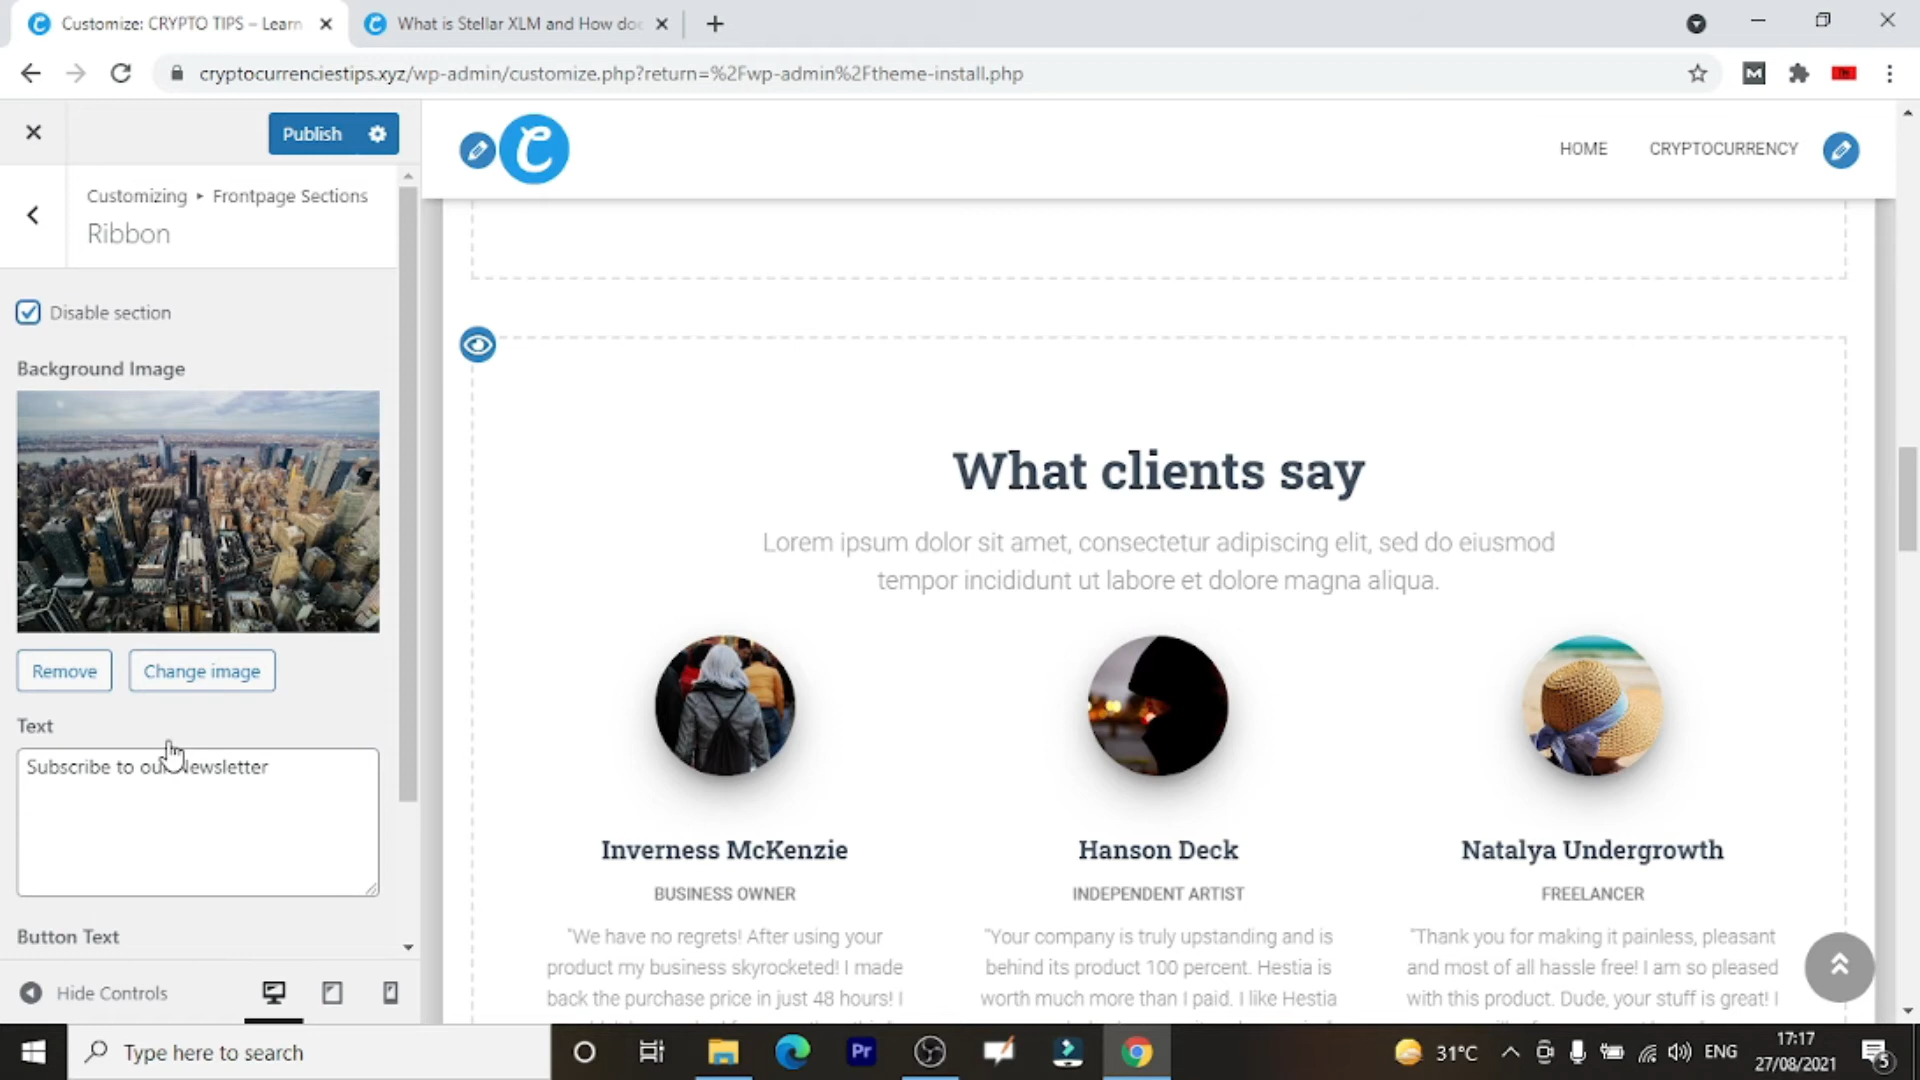 Customize: CRYPTO TIPS – Learn
What is Stellar XLM and How doe
cryptocurrenciestips.xyz/wp-admin/customize.php?return=%2Fwp-admin%2Ftheme-install.php
Publish
Customizing ▸ Frontpage Sections
Ribbon
Disable section
Background Image
Remove
Change image
Text
Subscribe to our Newsletter
Button Text
Hide Controls
HOME
CRYPTOCURRENCY
What clients say
Lorem ipsum dolor sit amet, consectetur adipiscing elit, sed do eiusmod
tempor incididunt ut labore et dolore magna aliqua.
Inverness McKenzie
BUSINESS OWNER
"We have no regrets! After using your
product my business skyrocketed! I made
back the purchase price in just 48 hours! I
Hanson Deck
INDEPENDENT ARTIST
"Your company is truly upstanding and is
behind its product 100 percent. Hestia is
worth much more than I paid. I like Hestia
Natalya Undergrowth
FREELANCER
"Thank you for making it painless, pleasant
and most of all hassle free! I am so pleased
with this product. Dude, your stuff is great! I
Type here to search
Pr
31°C
ENG
17:17
27/08/2021
5